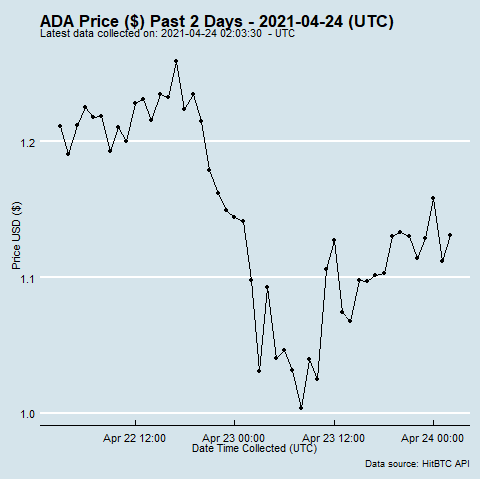 ADA Price ($) Past 2 Days - 2021-04-24 (UTC)
Latest data collected on: 2021-04-24 02:03:30 - UTC
Price USD ($)
1.2
1.1
1.0
Apr 22 12:00 Apr 23 00:00 Apr 23 12:00 Apr 24 00:00
Date Time Collected (UTC)
Data source: HitBTC API